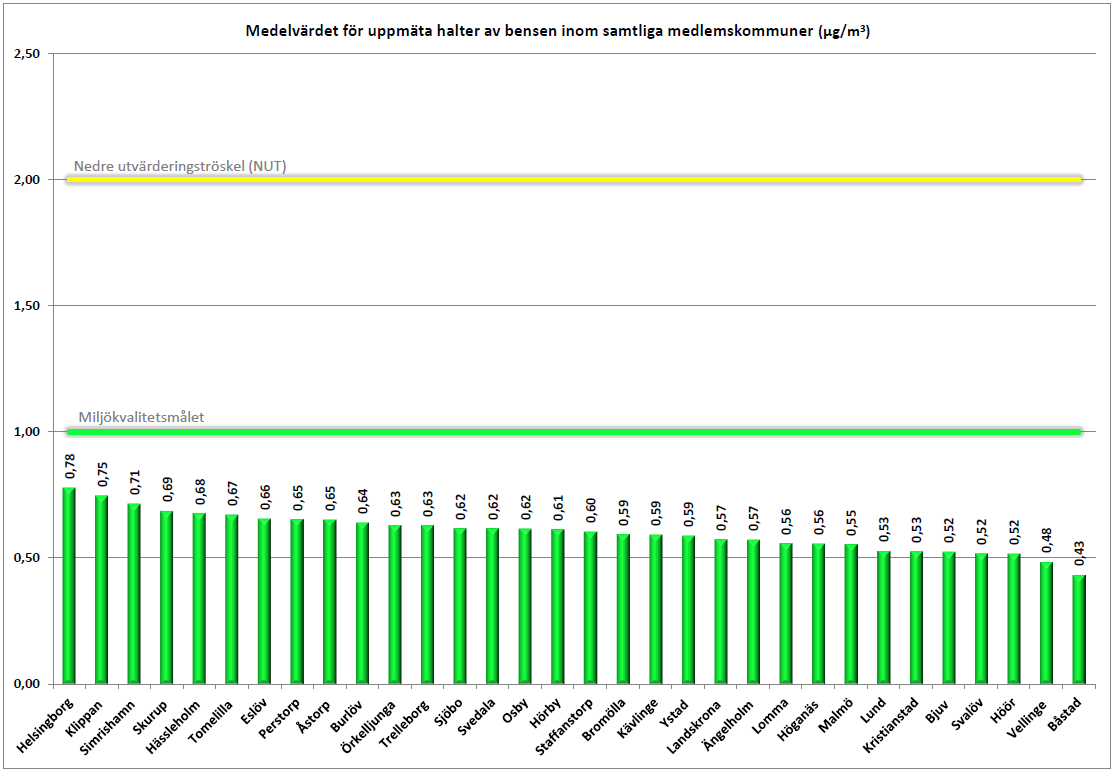 Medelvärdet för uppmäta halter av bensen inom samtliga medlemskommuner (µg/m³)
2,50
Nedre utvärderingströskel (NUT)
2,00
1,50
Miljökvalitetsmålet
1,00
0,78 0,75 0,71 0,69 0,68 0,67 0,66 0,65 0,65 0,64 0,63 0,63 0,62 0,62 0,62 0,61 0,60 0,59 0,59 0,59 0,57 0,57 0,56 0,56 0,55 0,53 0,53 0,52 0,52 0,52 0,48 0,43
0,50
0,00
Helsingborg
Klippan
Simrishamn
Skurup
Hässleholm
Tomelilla
Eslöv
Perstorp
Åstorp
Burlöv
Örkelljunga
Trelleborg
Sjöbo
Svedala
Osby
Hörby
Staffanstorp
Bromölla
Kävlinge
Ystad
Landskrona
Ängelholm
Lomma
Höganäs
Malmö
Lund
Kristianstad
Bjuv
Svalöv
Höör
Vellinge
Båstad